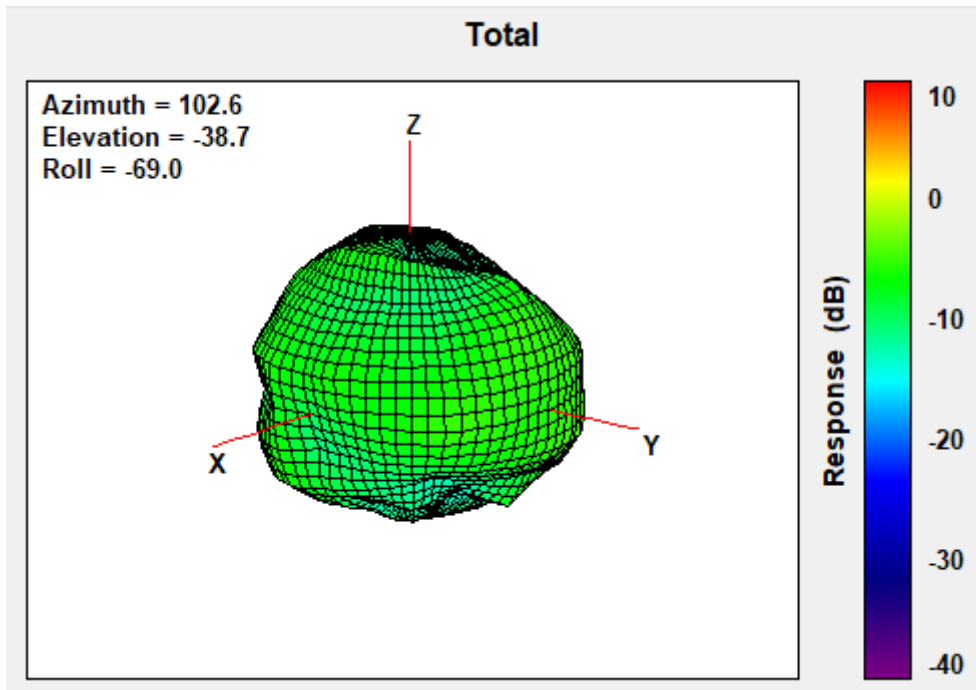 Total
Azimuth = 102.6
Elevation = -38.7
Roll = -69.0
Z
X
Y
10
0
-10
-20
-30
-40
Response (dB)